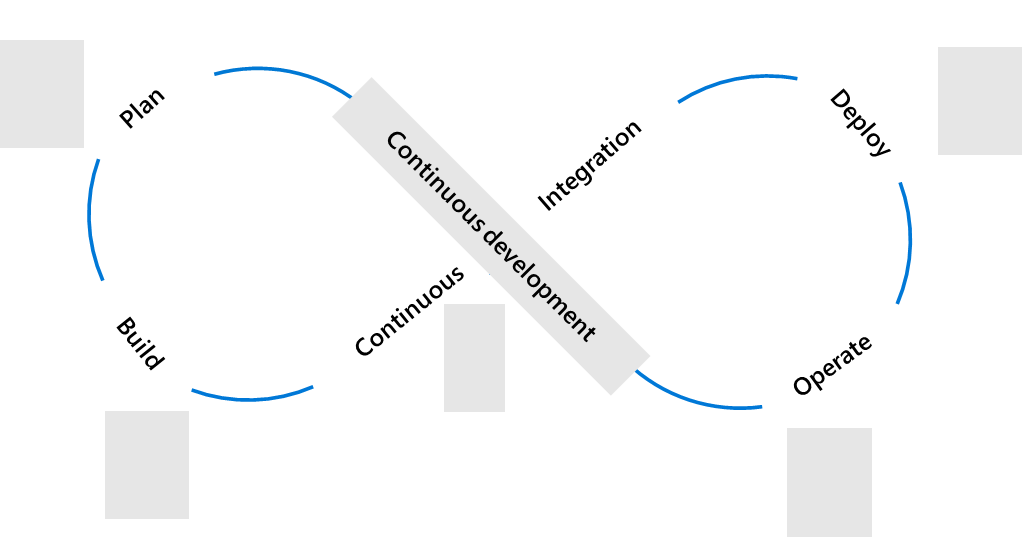 Plan
Continuous development
Integration
Deploy
Build
Continuous
Operate